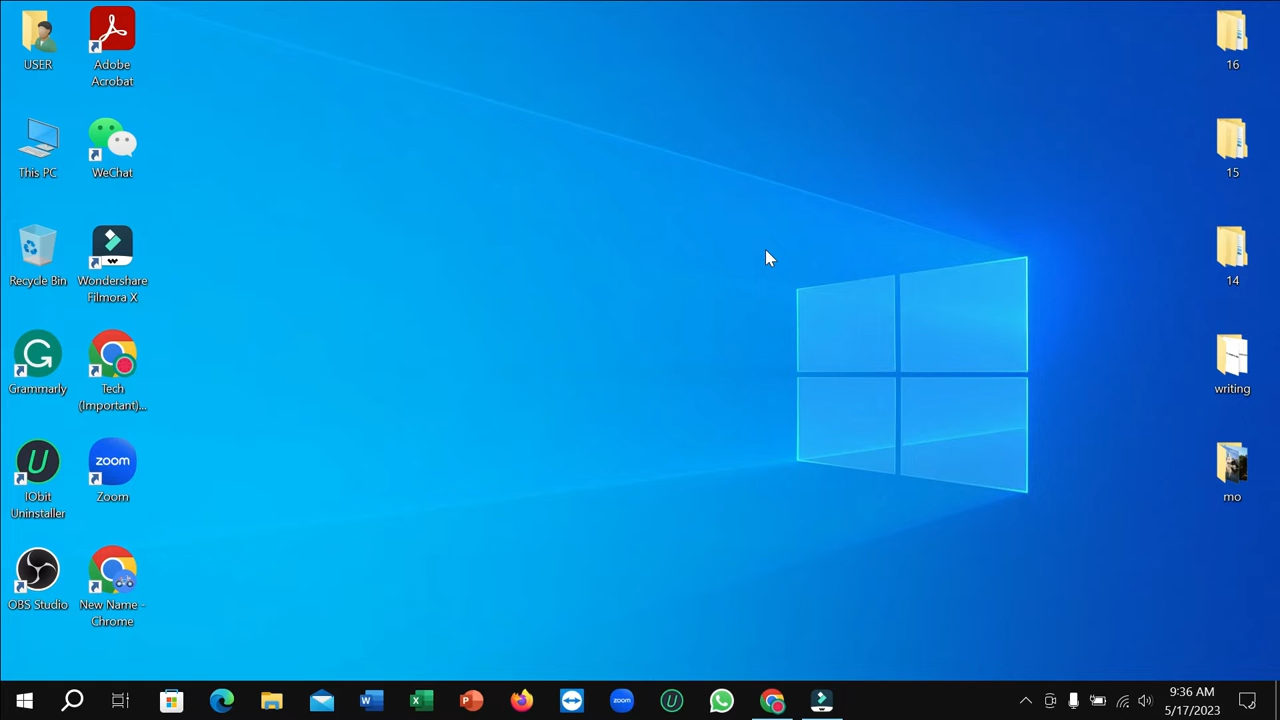 USER
Adobe
Acrobat
This PC
WeChat
Recycle Bin
Wondershare
Filmora X
Grammarly
Tech
(Important)...
IObit
Uninstaller
zoom
Zoom
OBS Studio
New Name -
Chrome
16
15
14
writing
mo
zoom
9:36 AM
5/17/2023